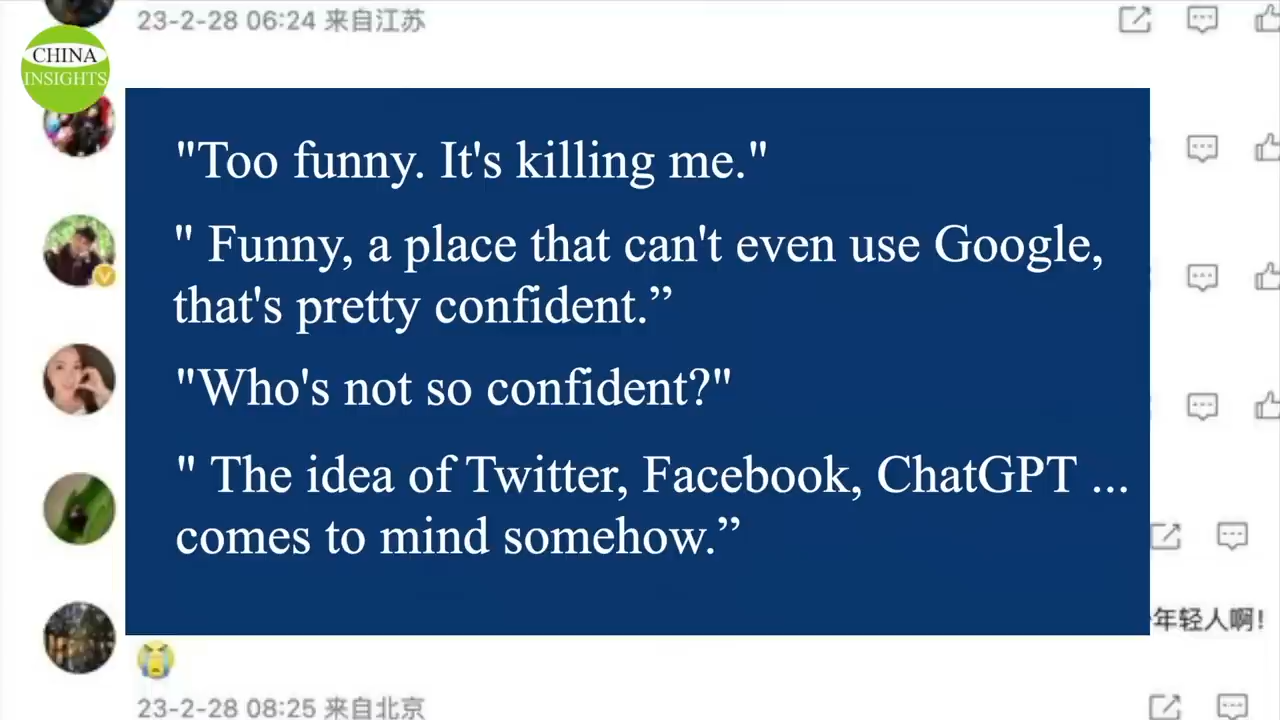 23-2-28 06:24 来自江苏
CHINA
INSIGHTS
"Too funny. It's killing me."
" Funny, a place that can't even use Google,
that's pretty confident.”
"Who's not so confident?"
" The idea of Twitter, Facebook, ChatGPT ...
comes to mind somehow.”
年轻人啊!
23-2-28 08:25 来自北京